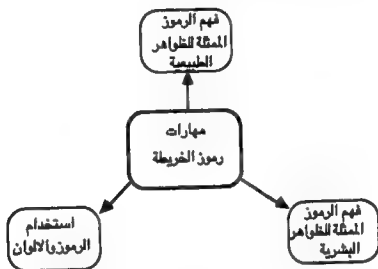 فهم الرموز
الممثلة للظواهر
الطبيعية
مهارات
رموز الخريطة
فهم الرموز
الممثلة للظواهر
البشرية
استخدام
الرموز والالوان